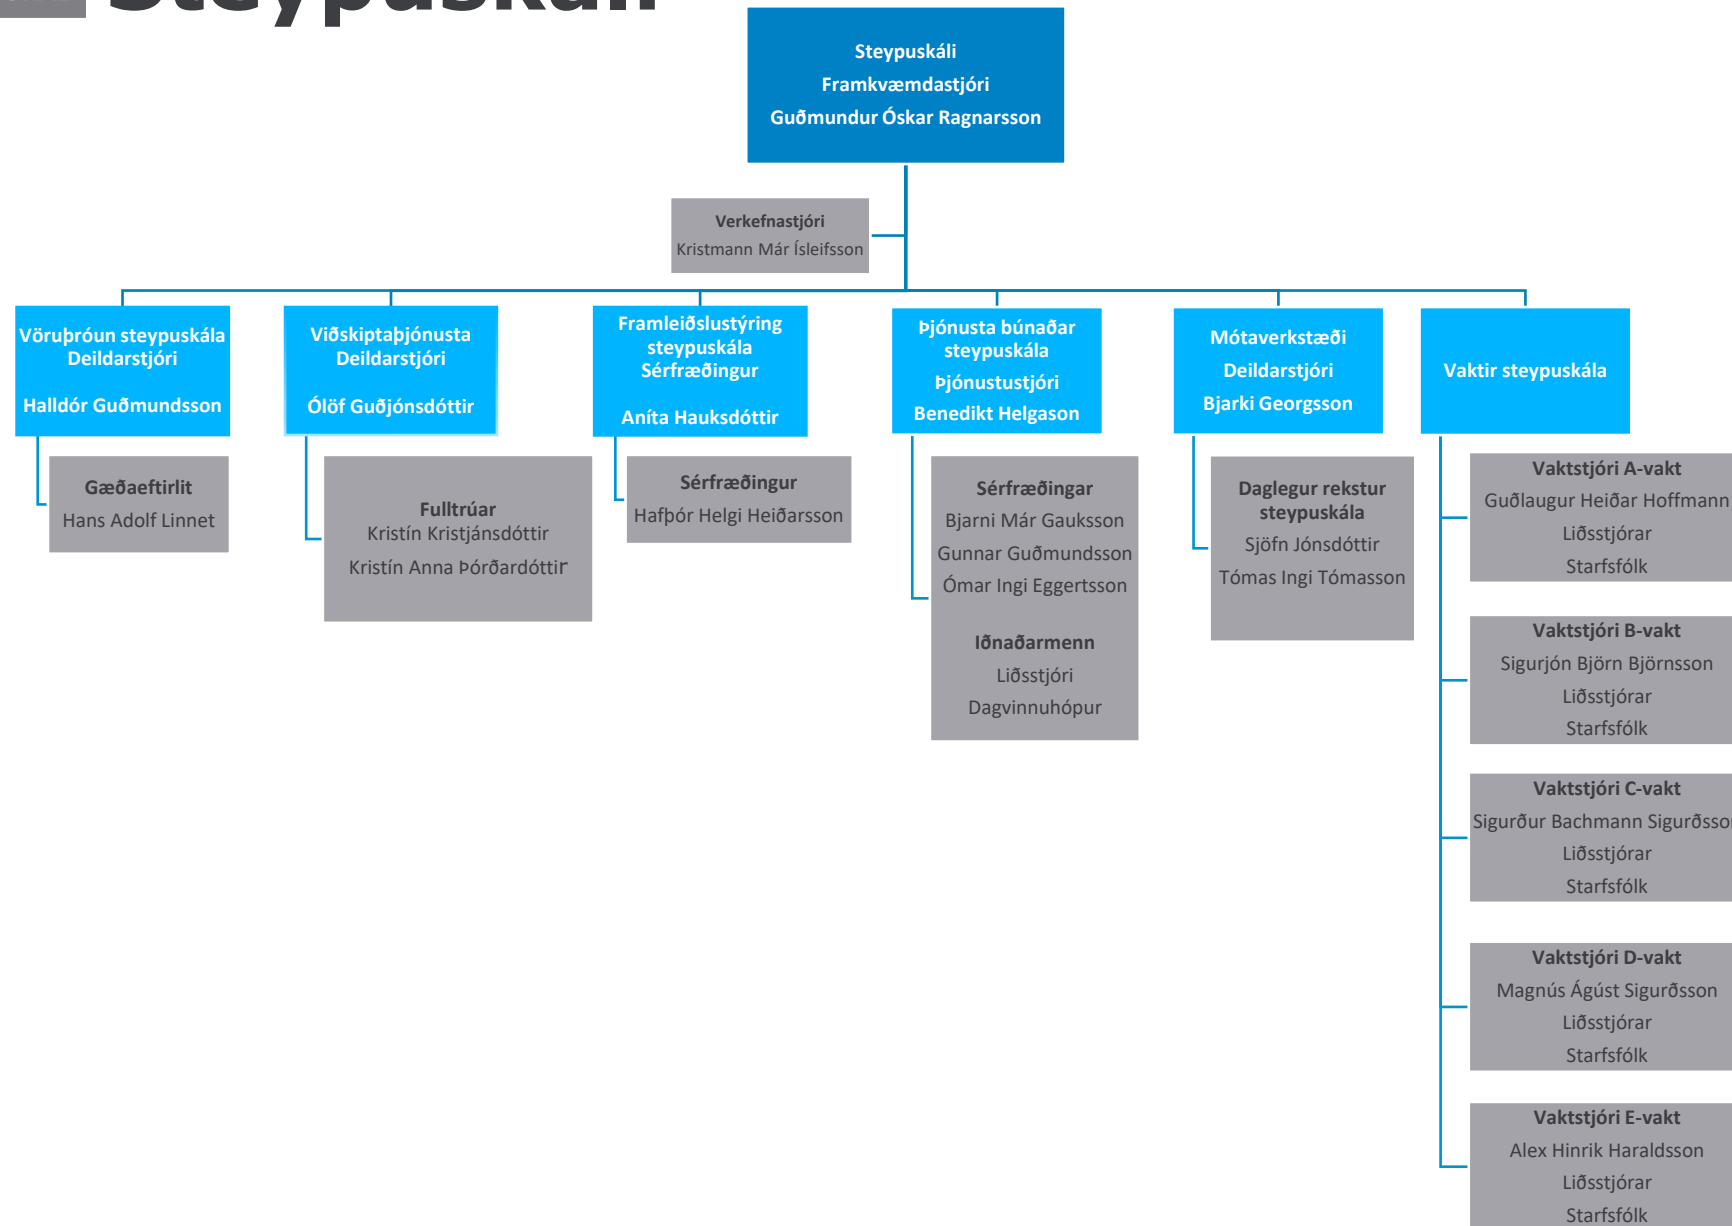 Steypuskáli
Steypuskáli
Framkvæmdastjóri
Guðmundur Óskar Ragnarsson
Verkefnastjóri
Kristmann Már Ísleifsson
Vöruþróun steypuskála
Deildarstjóri
Halldór Guðmundsson
Gæðaeftirlit
Hans Adolf Linnet
Viðskiptaþjónusta
Deildarstjóri
Ólöf Guðjónsdóttir
Fulltrúar
Kristín Kristjánsdóttir
Kristín Anna Þórðardóttir
Framleiðslustýring
steypuskála
Sérfræðingur
Aníta Hauksdóttir
Sérfræðingur
Hafþór Helgi Heiðarsson
Þjónusta búnaðar
steypuskála
Þjónustustjóri
Benedikt Helgason
Sérfræðingar
Bjarni Már Gauksson
Gunnar Guðmundsson
Ómar Ingi Eggertsson
Iðnaðarmenn
Liðsstjóri
Dagvinnuhópur
Mótaverkstæði
Deildarstjóri
Bjarki Georgsson
Daglegur rekstur
steypuskála
Sjöfn Jónsdóttir
Tómas Ingi Tómasson
Vaktir steypuskála
Vaktstjóri A-vakt
Guðlaugur Heiðar Hoffmann
Liðsstjórar
Starfsfólk
Vaktstjóri B-vakt
Sigurjón Björn Björnsson
Liðsstjórar
Starfsfólk
Vaktstjóri C-vakt
Sigurður Bachmann Sigurðsson
Liðsstjórar
Starfsfólk
Vaktstjóri D-vakt
Magnús Ágúst Sigurðsson
Liðsstjórar
Starfsfólk
Vaktstjóri E-vakt
Alex Hinrik Haraldsson
Liðsstjórar
Starfsfólk